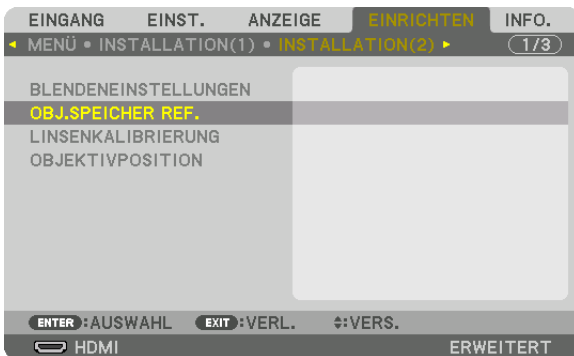 EINGANG EINST. ANZEIGE EINRICHTEN INFO.
MENÜ • INSTALLATION(1) • INSTALLATION(2) 1/3
BLENDENEINSTELLUNGEN
OBJ.SPEICHER REF.
LINSENKALIBRIERUNG
OBJEKTIVPOSITION
ENTER :AUSWAHL EXIT :VERL. :VERS.
HDMI ERWEITERT